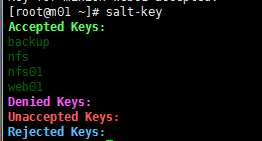 [root@m01 ~]# salt-key
Accepted Keys:
backup
nfs
nfs01
web01
Denied Keys:
Unaccepted Keys:
Rejected Keys: